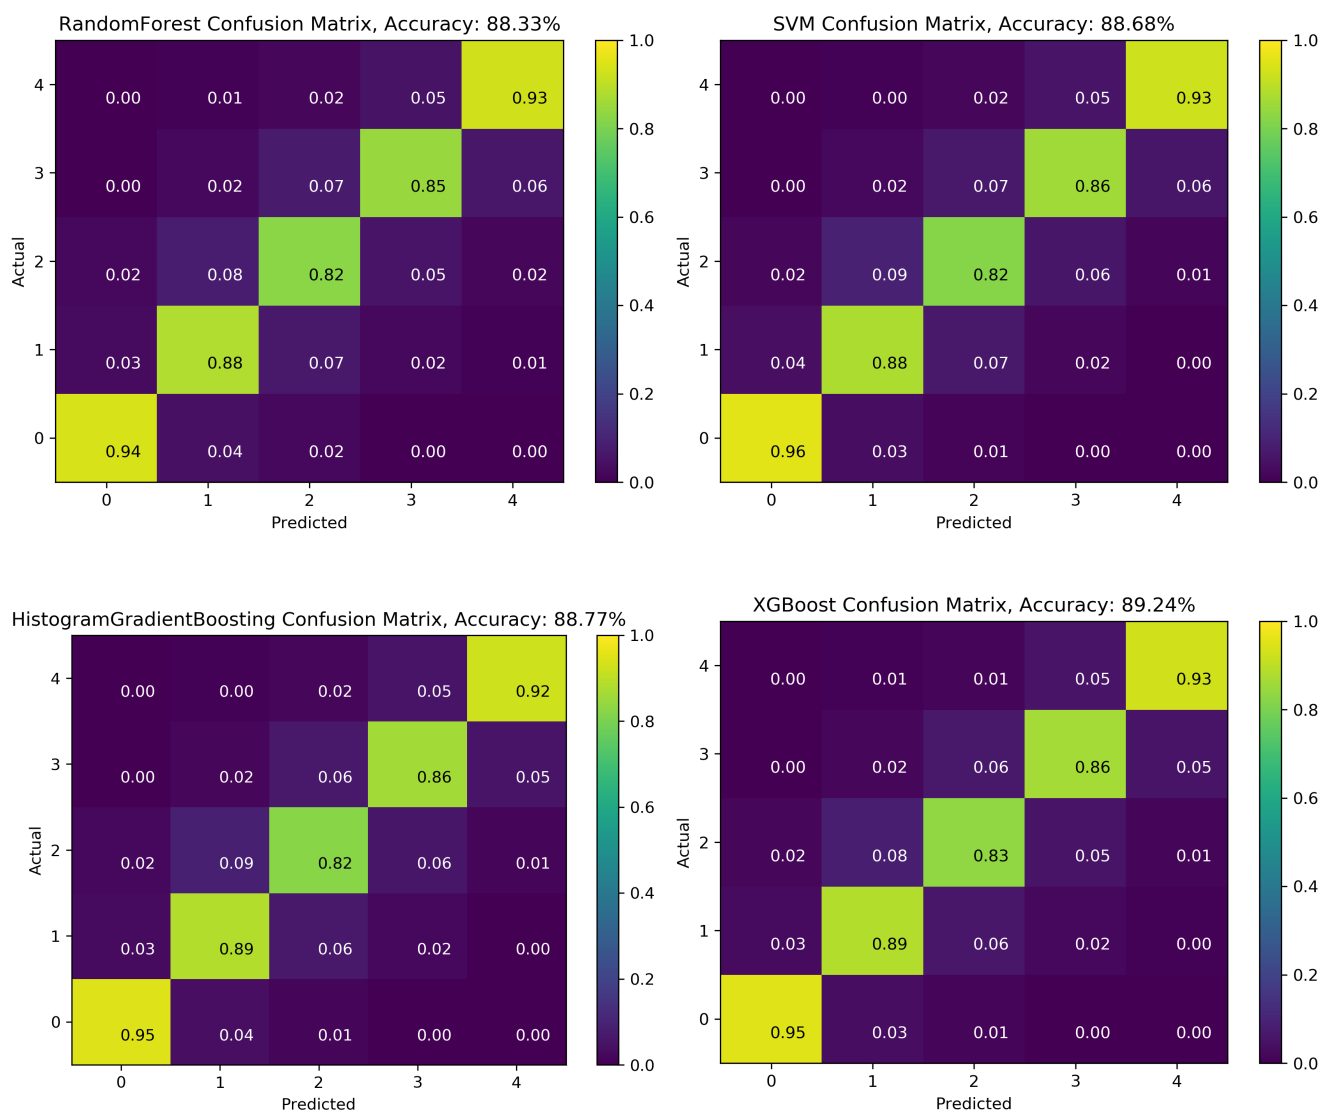 RandomForest Confusion Matrix, Accuracy: 88.33%
4 0.00 0.01 0.02 0.05 0.93
3 0.00 0.02 0.07 0.85 0.06
2 0.02 0.08 0.82 0.05 0.02
1 0.03 0.88 0.07 0.02 0.01
0 0.94 0.04 0.02 0.00 0.00
0 1 2 3 4
Predicted
Actual
1.0
0.8
0.6
0.4
0.2
0.0
SVM Confusion Matrix, Accuracy: 88.68%
4 0.00 0.00 0.02 0.05 0.93
3 0.00 0.02 0.07 0.86 0.06
2 0.02 0.09 0.82 0.06 0.01
1 0.04 0.88 0.07 0.02 0.00
0 0.96 0.03 0.01 0.00 0.00
0 1 2 3 4
Predicted
Actual
1.0
0.8
0.6
0.4
0.2
0.0
HistogramGradientBoosting Confusion Matrix, Accuracy: 88.77%
4 0.00 0.00 0.02 0.05 0.92
3 0.00 0.02 0.06 0.86 0.05
2 0.02 0.09 0.82 0.06 0.01
1 0.03 0.89 0.06 0.02 0.00
0 0.95 0.04 0.01 0.00 0.00
0 1 2 3 4
Predicted
Actual
1.0
0.8
0.6
0.4
0.2
0.0
XGBoost Confusion Matrix, Accuracy: 89.24%
4 0.00 0.01 0.01 0.05 0.93
3 0.00 0.02 0.06 0.86 0.05
2 0.02 0.08 0.83 0.05 0.01
1 0.03 0.89 0.06 0.02 0.00
0 0.95 0.03 0.01 0.00 0.00
0 1 2 3 4
Predicted
Actual
1.0
0.8
0.6
0.4
0.2
0.0